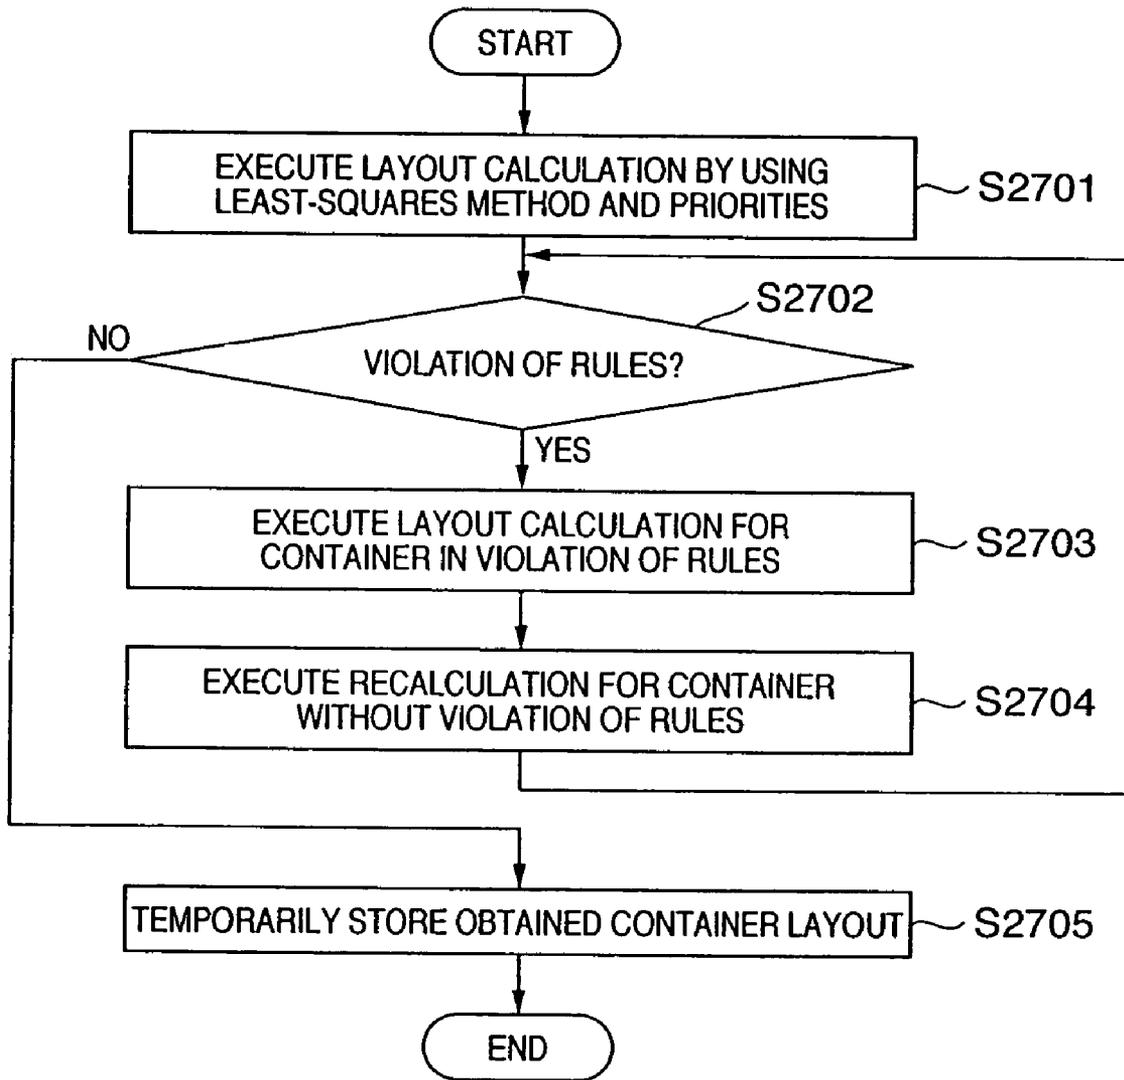 START
EXECUTE LAYOUT CALCULATION BY USING
LEAST-SQUARES METHOD AND PRIORITIES
S2701
S2702
NO
VIOLATION OF RULES?
YES
EXECUTE LAYOUT CALCULATION FOR
CONTAINER IN VIOLATION OF RULES
S2703
EXECUTE RECALCULATION FOR CONTAINER
WITHOUT VIOLATION OF RULES
S2704
TEMPORARILY STORE OBTAINED CONTAINER LAYOUT
S2705
END